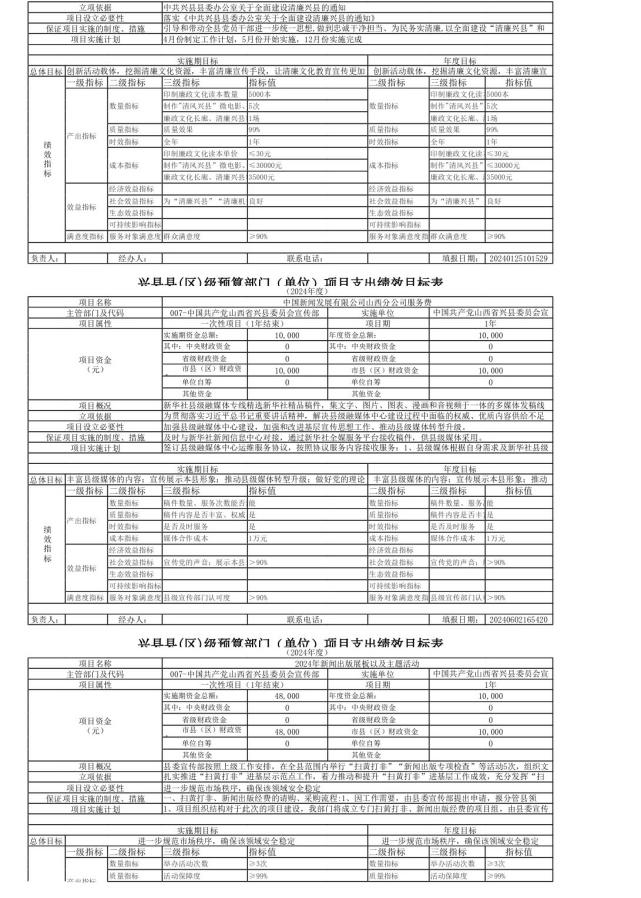 立项依据 中共兴县县委办公室关于全面建设清廉兴县的通知
项目设立必要性 落实《中共兴县县委办公室关于全面建设清廉兴县的通知》
保证项目实施的制度、措施 引导和带动全县党员干部进一步统一思想,做到忠诚干净担当、为民务实清廉,以全面建设“清廉兴县”和
项目实施计划 4月份制定工作计划，5月份开始实施，12月份实施完成
实施期目标 年度目标
总体目标 创新活动载体，挖掘清廉文化资源，丰富清廉宣传手段，让清廉文化教育宣传更加 创新活动载体，挖掘清廉文化资源，丰富清廉宣
一级指标 二级指标 三级指标 指标值 二级指标 三级指标 指标值
绩效指标
产出指标 数量指标 印制廉政文化读本数量 5000本 数量指标 印制廉政文化读 5000本
制作“清风兴县”微电影、 5次 制作“清风兴县” 5次
廉政文化长廊、清廉兴县 1场 廉政文化长廊、 1场
质量指标 质量效果 99% 质量指标 质量效果 99%
时效指标 全年 1年 时效指标 全年 1年
成本指标 印制廉政文化读本单价 ≤30元 成本指标 印制廉政文化读 ≤30元
制作“清风兴县”微电影、 ≤30000元 制作“清风兴县” ≤30000元
廉政文化长廊、清廉兴县 35000元 廉政文化长廊、 35000元
效益指标 经济效益指标 经济效益指标
社会效益指标 为“清廉兴县”“清廉机 良好 社会效益指标 为“清廉兴县” 良好
生态效益指标 生态效益指标
可持续影响指标 可持续影响指标
满意度指标 服务对象满意度 群众满意度 ≥90% 服务对象满意度指 群众满意度 ≥90%
负责人： 经办人： 联系电话： 填报日期： 20240125101529
兴县县(区)级预算部门（单位）项目支出绩效目标表
（2024年度）
项目名称 中国新闻发展有限公司山西分公司服务费
主管部门及代码 007-中国共产党山西省兴县委员会宣传部 实施单位 中国共产党山西省兴县委员会宣
项目属性 一次性项目（1年结束） 项目期 1年
项目资金（元） 实施期资金总额： 10,000 年度资金总额： 10,000
其中：中央财政资金 0 其中：中央财政资金 0
省级财政资金 0 省级财政资金 0
市县（区）财政资 10,000 市县（区）财政资金 10,000
单位自筹 0 单位自筹 0
其他资金 其他资金
项目概况 新华社县级融媒体专线精选新华社精品稿件，集文字、图片、图表、漫画和音视频于一体的多媒体发稿线
立项依据 为贯彻落实习近平总书记重要讲话精神，解决县级融媒体中心建设过程中面临的权威、优质内容供给不足
项目设立必要性 加强县级融媒体中心建设，加强和改进基层宣传思想工作、推动县级媒体转型升级。
保证项目实施的制度、措施 及时与新华社新闻信息中心对接，通过新华社全媒服务平台接收稿件，供县级媒体采用。
项目实施计划 签订县级融媒体中心运维服务协议，按照协议服务内容接收服务；1、县级媒体根据自身需求及新华社县级
实施期目标 年度目标
总体目标 丰富县级媒体的内容；宣传展示本县形象；推动县级媒体转型升级；做好党的理论 丰富县级媒体的内容；宣传展示本县形象；推动
一级指标 二级指标 三级指标 指标值 二级指标 三级指标 指标值
绩效指标
产出指标 数量指标 稿件数量、服务次数能否 能 数量指标 稿件数量、服务 能
质量指标 稿件内容是否丰富、权威 是 质量指标 稿件内容是否丰 是
时效指标 是否及时服务 是 时效指标 是否及时服务 是
成本指标 媒体合作成本 1万元 成本指标 媒体合作成本 1万元
效益指标 经济效益指标 经济效益指标
社会效益指标 宣传党的声音；展示本县 >90% 社会效益指标 宣传党的声音； >90%
生态效益指标 生态效益指标
可持续影响指标 可持续影响指标
满意度指标 服务对象满意度 县级宣传部门认可度 >90% 服务对象满意度指 县级宣传部门认 >90%
负责人： 经办人： 联系电话： 填报日期： 20240602165420
兴县县(区)级预算部门（单位）项目支出绩效目标表
（2024年度）
项目名称 2024年新闻出版展板以及主题活动
主管部门及代码 007-中国共产党山西省兴县委员会宣传部 实施单位 中国共产党山西省兴县委员会宣
项目属性 一次性项目（1年结束） 项目期 1年
项目资金（元） 实施期资金总额： 48,000 年度资金总额： 10,000
其中：中央财政资金 0 其中：中央财政资金 0
省级财政资金 0 省级财政资金 0
市县（区）财政资 48,000 市县（区）财政资金 10,000
单位自筹 0 单位自筹 0
其他资金 其他资金
项目概况 县委宣传部按照上级工作安排，在全县范围内举行“扫黄打非”“新闻出版专项检查”等活动5次，组织文
立项依据 扎实推进“扫黄打非”进基层示范点工作，着力推动和提升“扫黄打非”进基层工作成效，充分发挥“扫
项目设立必要性 进一步规范市场秩序，确保该领域安全稳定
保证项目实施的制度、措施 一、扫黄打非、新闻出版经费的请购、采购流程:1、因工作需要，由县委宣传部提出申请，报分管县领
项目实施计划 1、项目组织结构对于此次的项目建设，我部门将成立专门扫黄打非、新闻出版经费的项目组，由县委宣传
实施期目标 年度目标
总体目标 进一步规范市场秩序，确保该领域安全稳定 进一步规范市场秩序，确保该领域安全稳定
一级指标 二级指标 三级指标 指标值 二级指标 三级指标 指标值
数量指标 举办活动次数 ≥3次 数量指标 举办活动次数 ≥3次
质量指标 活动保障度 ≥99% 质量指标 活动保障度 ≥99%
产出指标